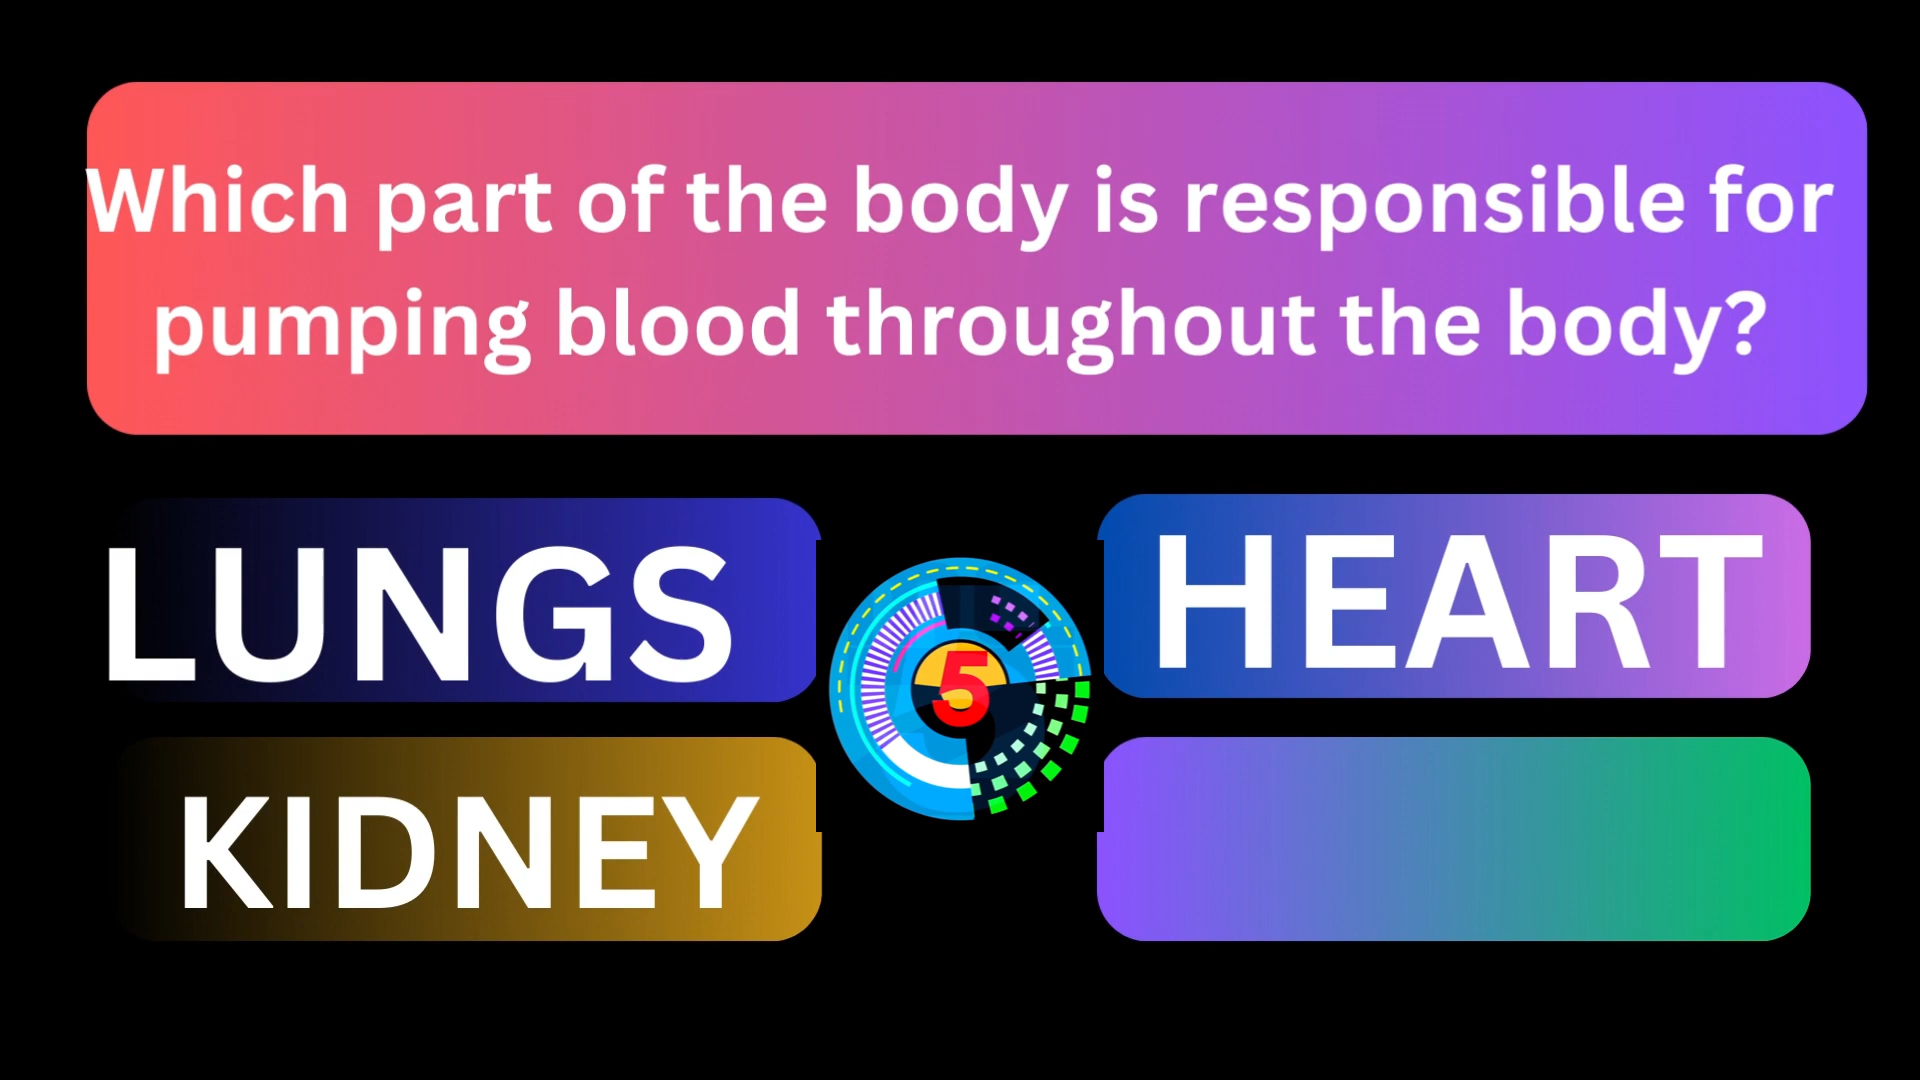 Which part of the body is responsible for
pumping blood throughout the body?
LUNGS
HEART
5
KIDNEY